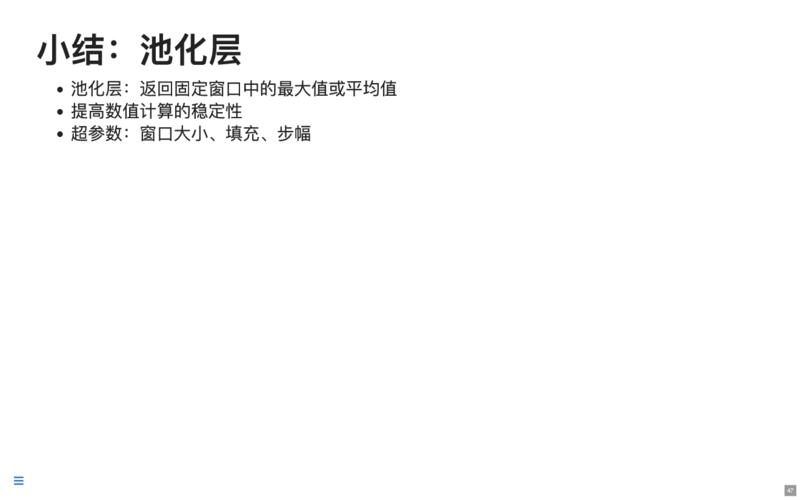 小结：池化层
• 池化层：返回固定窗口中的最大值或平均值
• 提高数值计算的稳定性
• 超参数：窗口大小、填充、步幅
47